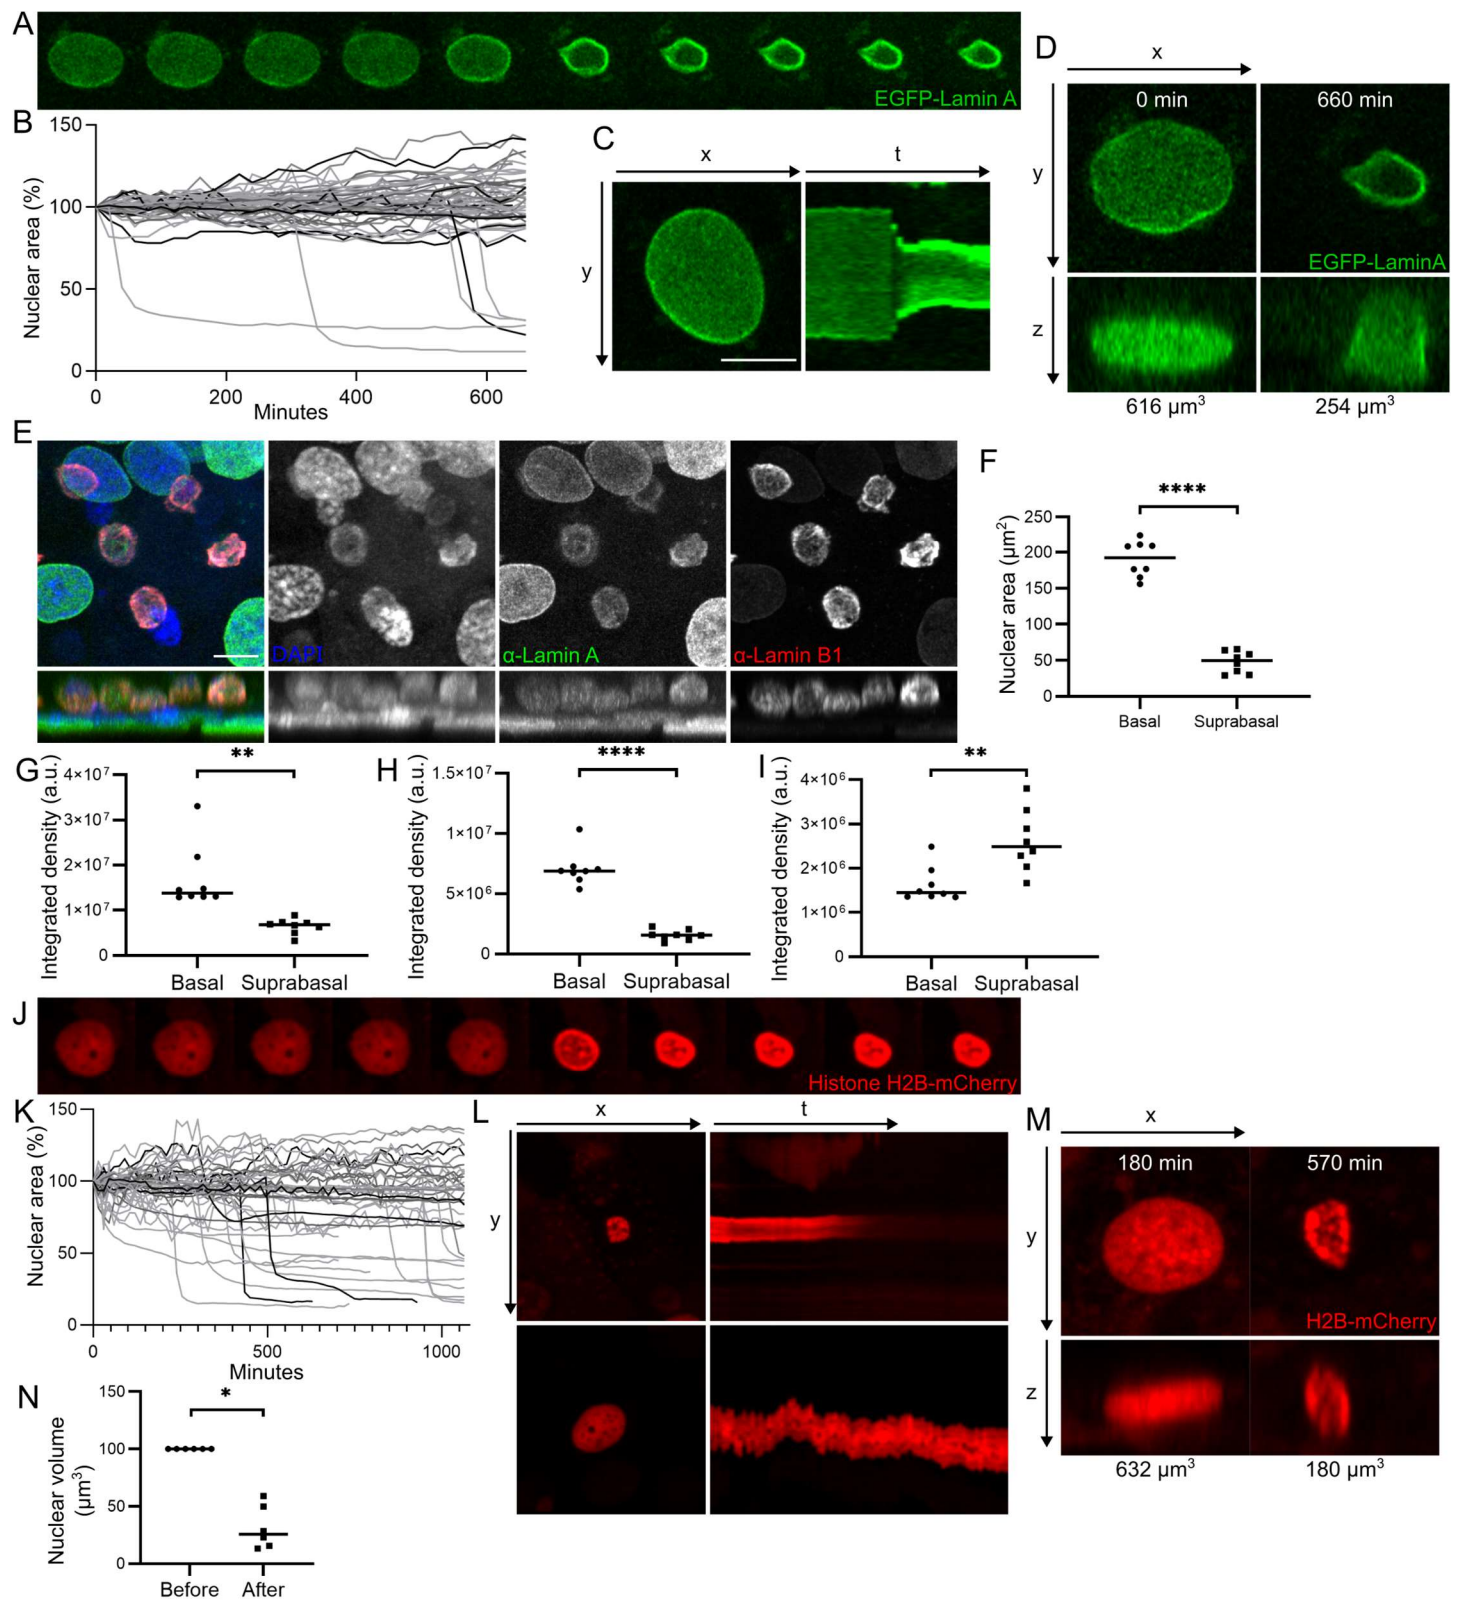 A
EGFP-Lamin A
B
Nuclear area (%)
150
100
50
0
0 200 400 600
Minutes
C
x t
y
D
x
0 min 660 min
y
EGFP-LaminA
z
616 µm³ 254 µm³
E
DAPI α-Lamin A α-Lamin B1
F
****
Nuclear area (µm²)
250
200
150
100
50
0
Basal Suprabasal
G
**
Integrated density (a.u.)
4×10⁷
3×10⁷
2×10⁷
1×10⁷
0
Basal Suprabasal
H
****
Integrated density (a.u.)
1.5×10⁷
1×10⁷
5×10⁶
0
Basal Suprabasal
I
**
Integrated density (a.u.)
4×10⁶
3×10⁶
2×10⁶
1×10⁶
0
Basal Suprabasal
J
Histone H2B-mCherry
K
Nuclear area (%)
150
100
50
0
0 500 1000
Minutes
L
x t
y
M
x
180 min 570 min
y
H2B-mCherry
z
632 µm³ 180 µm³
N
*
Nuclear volume
(µm³)
150
100
50
0
Before After